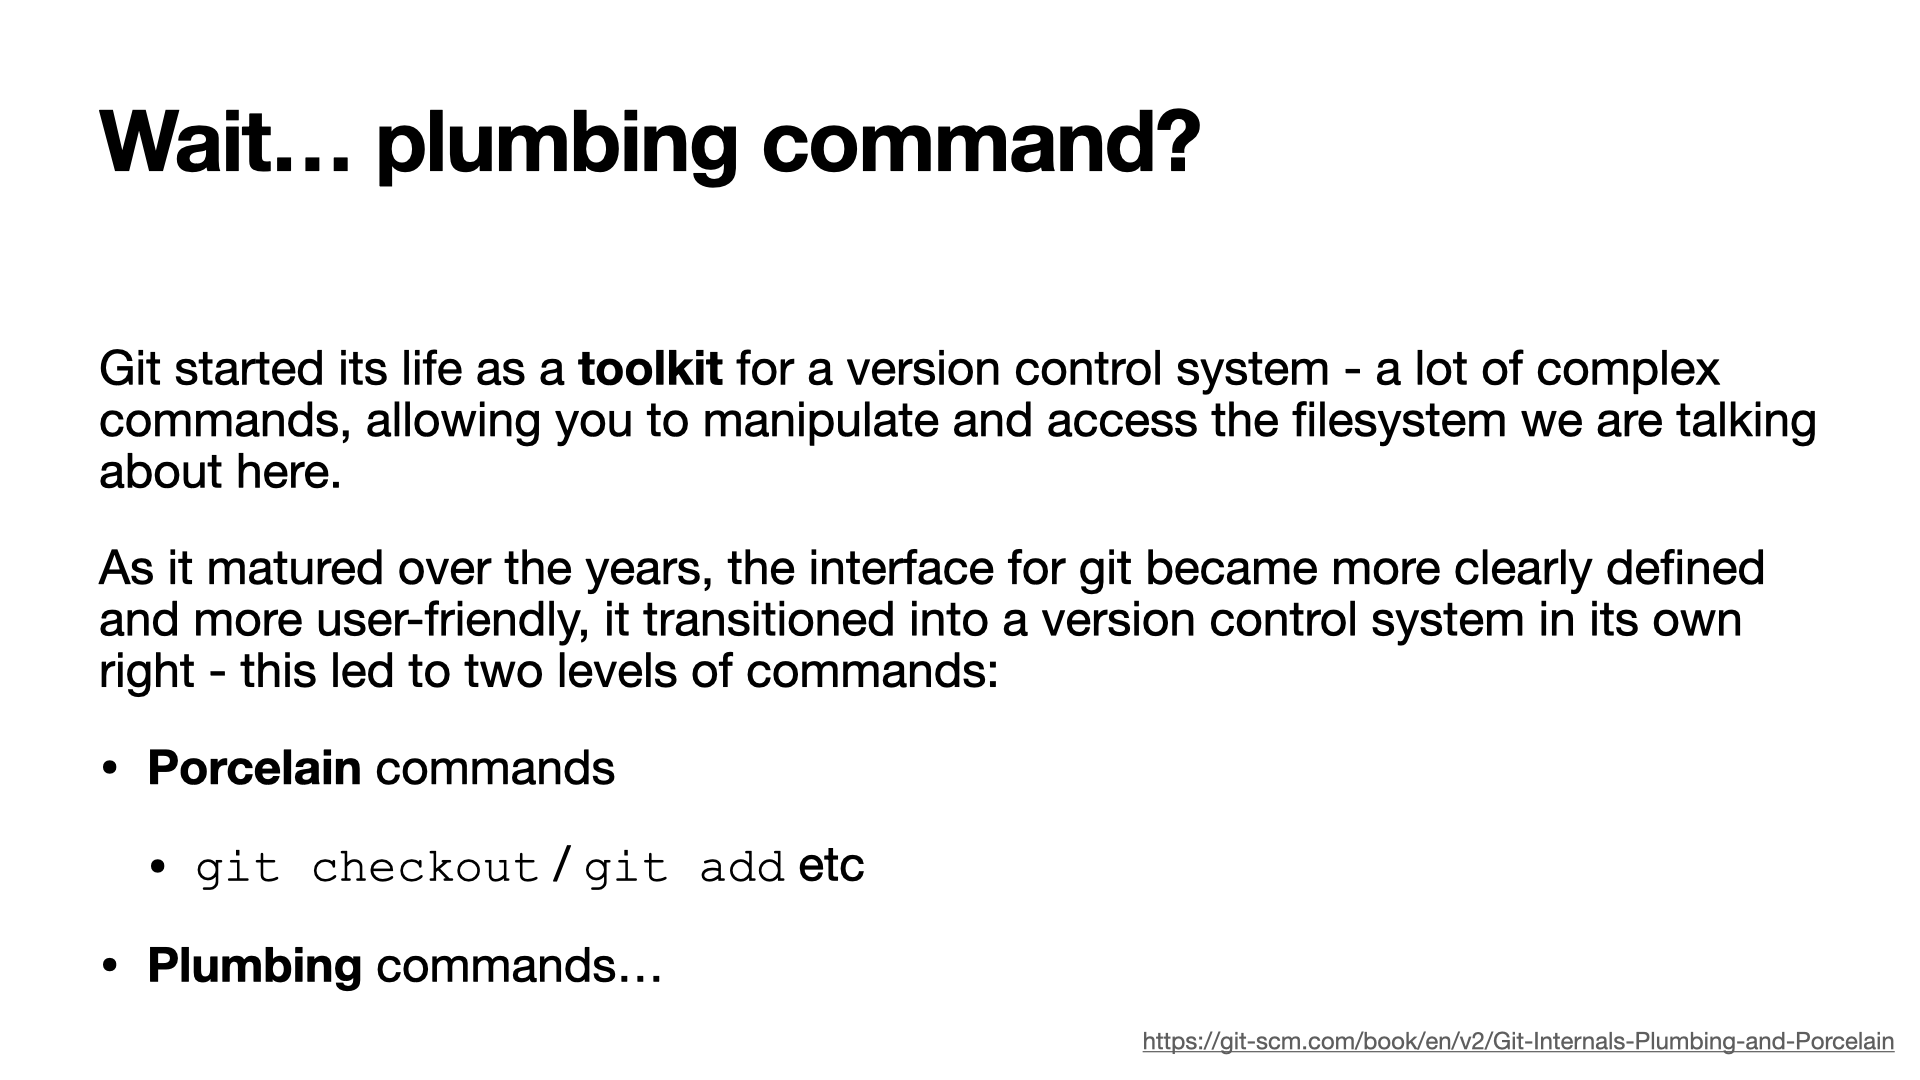 Wait… plumbing command?
Git started its life as a toolkit for a version control system - a lot of complex
commands, allowing you to manipulate and access the filesystem we are talking
about here.
As it matured over the years, the interface for git became more clearly defined
and more user-friendly, it transitioned into a version control system in its own
right - this led to two levels of commands:
• Porcelain commands
• git checkout / git add etc
• Plumbing commands…
https://git-scm.com/book/en/v2/Git-Internals-Plumbing-and-Porcelain